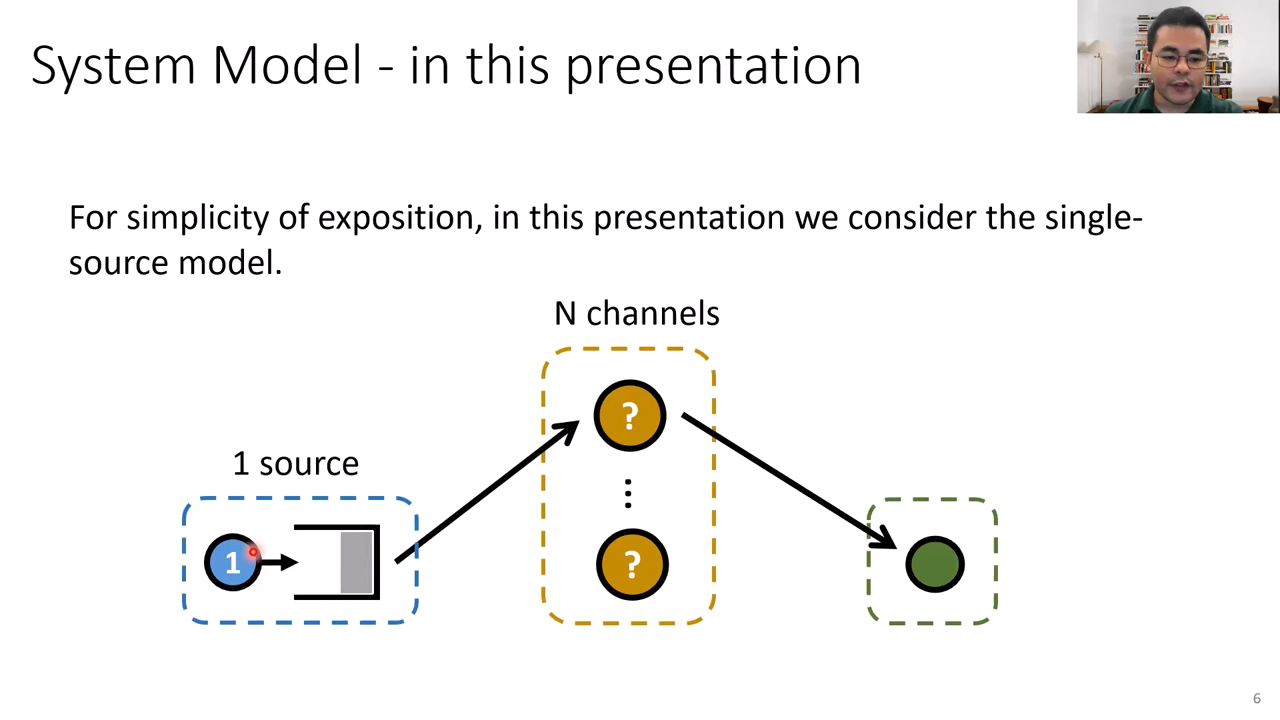 System Model - in this presentation
For simplicity of exposition, in this presentation we consider the single-
source model.
N channels
?
1 source
1
?
6